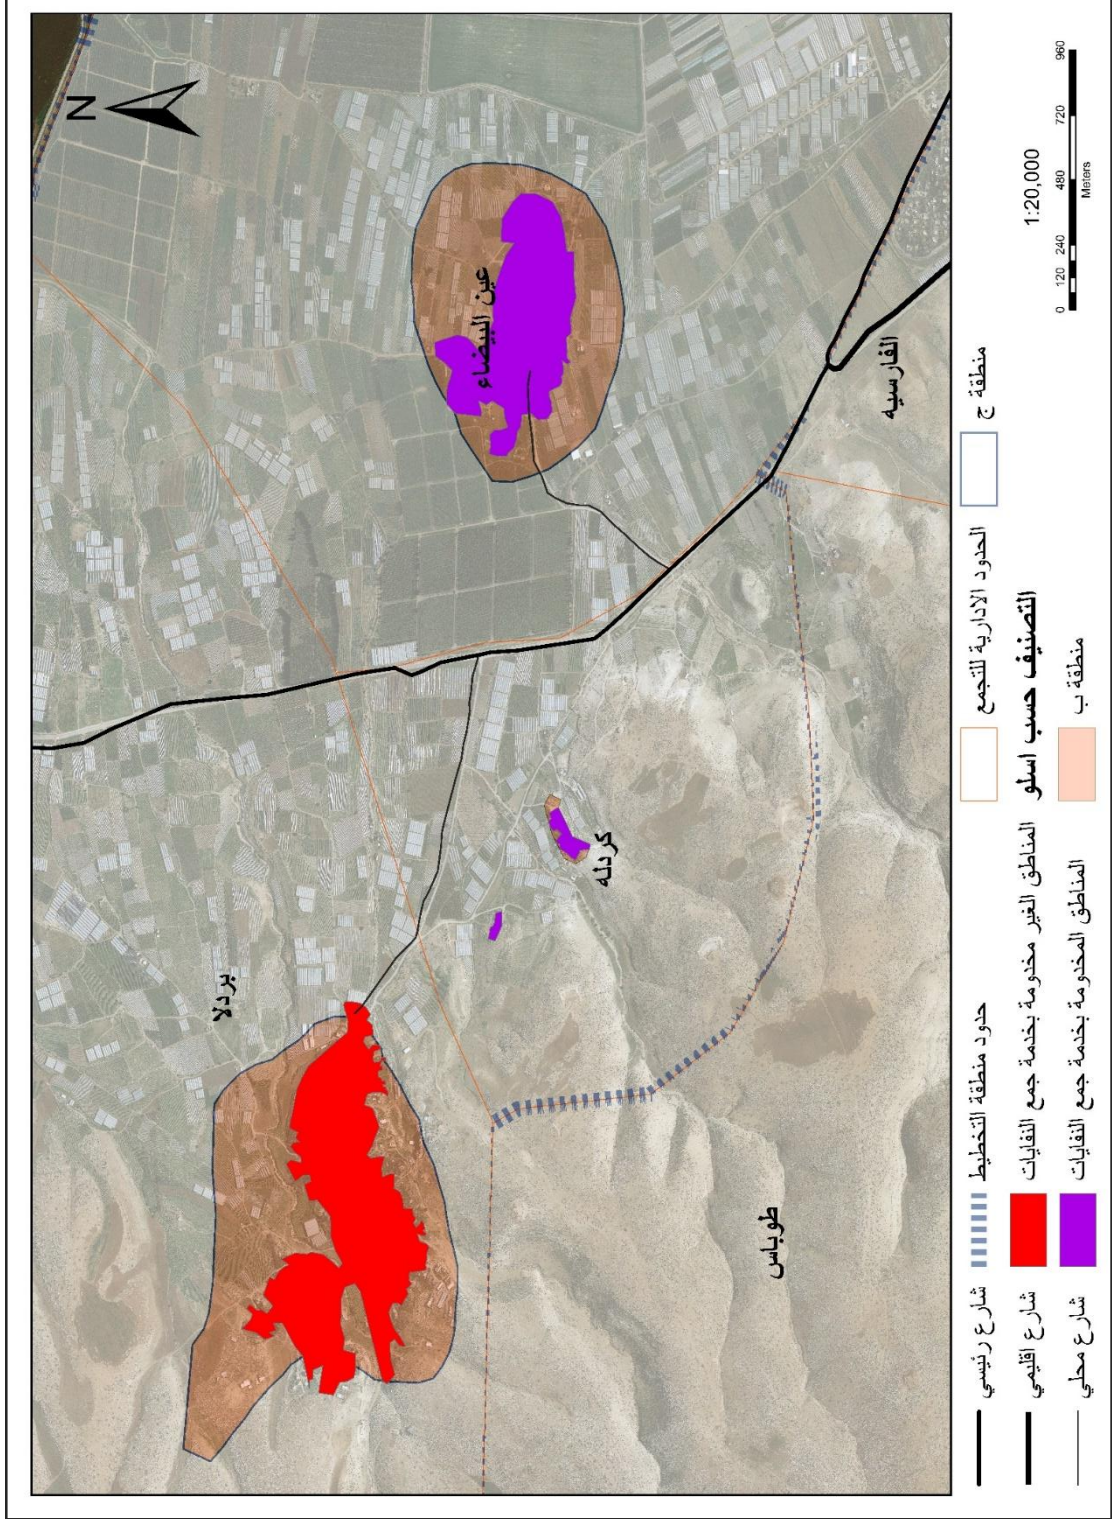 N
بردلا
عين البيضاء
كردله
طوباس
الفارسيه
1:20,000
0 120 240 480 720 960
Meters
شارع رئيسي
شارع اقليمي
شارع محلي
حدود منطقة التخطيط
المناطق الغير مخدومة بخدمة جمع النفايات
المناطق المخدومة بخدمة جمع النفايات
الحدود الادارية للتجمع
التصنيف حسب اسلو
منطقة ب
منطقة ج